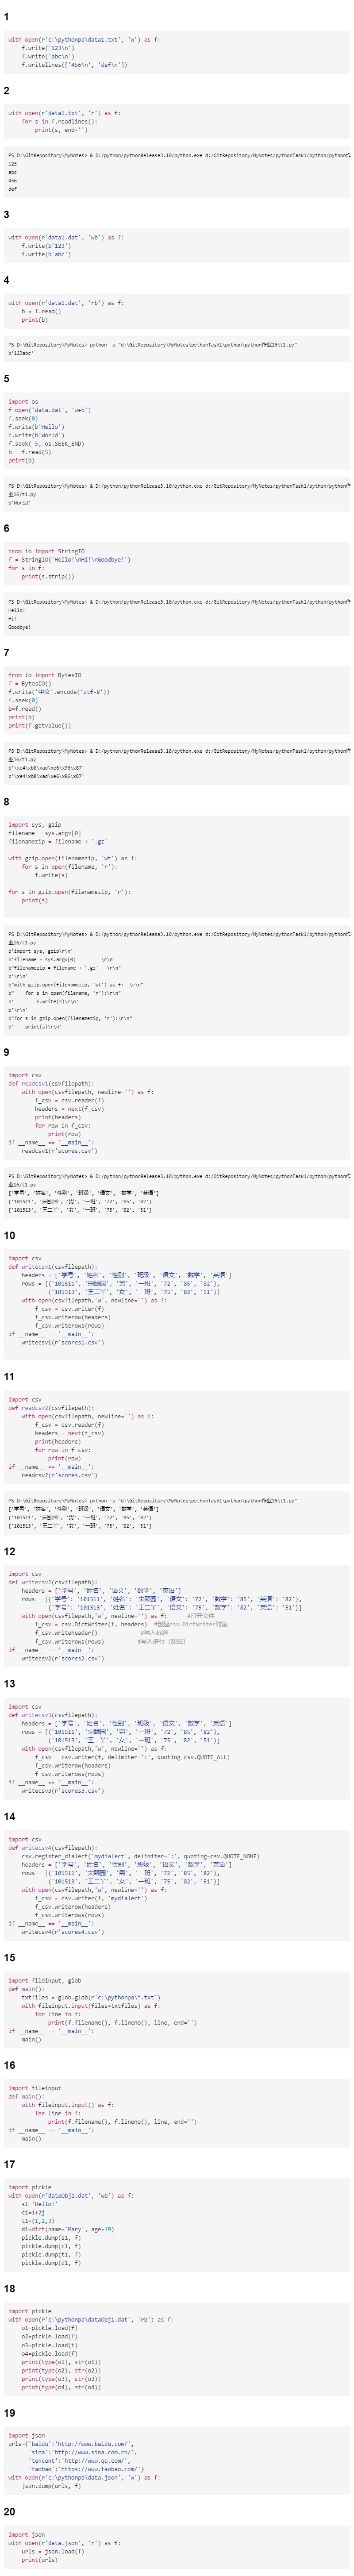 1
with open(r'c:\pythonpa\data1.txt', 'w') as f:
    f.write('123\n')
    f.write('abc\n')
    f.writelines(['456\n', 'def\n'])
2
with open(r'data1.txt', 'r') as f:
    for s in f.readlines():
        print(s, end='')
PS D:\GitRepository\MyNotes> & D:/python/pythonRelease3.10/python.exe d:/GitRepository/MyNotes/pythonTask1/python/python作
123
abc
456
def
3
with open(r'data1.dat', 'wb') as f:
    f.write(b'123')
    f.write(b'abc')
4
with open(r'data1.dat', 'rb') as f:
    b = f.read()
    print(b)
PS D:\GitRepository\MyNotes> python -u "d:\GitRepository\MyNotes\pythonTask1\python\python作业16\t1.py"
b'123abc'
5
import os
f=open('data.dat', 'w+b')
f.seek(0)
f.write(b'Hello')
f.write(b'World')
f.seek(-5, os.SEEK_END)
b = f.read(5)
print(b)
PS D:\GitRepository\MyNotes> & D:/python/pythonRelease3.10/python.exe d:/GitRepository/MyNotes/pythonTask1/python/python作
业16/t1.py
b'World'
6
from io import StringIO
f = StringIO('Hello!\nHi!\nGoodbye!')
for s in f:
    print(s.strip())
PS D:\GitRepository\MyNotes> & D:/python/pythonRelease3.10/python.exe d:/GitRepository/MyNotes/pythonTask1/python/python作
Hello!
Hi!
Goodbye!
7
from io import BytesIO
f = BytesIO()
f.write('中文'.encode('utf-8'))
f.seek(0)
b=f.read()
print(b)
print(f.getvalue())
PS D:\GitRepository\MyNotes> & D:/python/pythonRelease3.10/python.exe d:/GitRepository/MyNotes/pythonTask1/python/python作
业16/t1.py
b'\xe4\xb8\xad\xe6\x96\x87'
b'\xe4\xb8\xad\xe6\x96\x87'
8
import sys, gzip
filename = sys.argv[0]
filenamezip = filename + '.gz'
with gzip.open(filenamezip, 'wt') as f:
    for s in open(filename, 'r'):
        f.write(s)
for s in gzip.open(filenamezip, 'r'):
    print(s)
PS D:\GitRepository\MyNotes> & D:/python/pythonRelease3.10/python.exe d:/GitRepository/MyNotes/pythonTask1/python/python作
业16/t1.py
b'import sys, gzip\r\n'
b'filename = sys.argv[0]        \r\n'
b"filenamezip = filename + '.gz'   \r\n"
b'\r\n'
b"with gzip.open(filenamezip, 'wt') as f:  \r\n"
b"    for s in open(filename, 'r'):\r\n"
b'        f.write(s)\r\n'
b'\r\n'
b"for s in gzip.open(filenamezip, 'r'):\r\n"
b'    print(s)\r\n'
9
import csv
def readcsv1(csvfilepath):
    with open(csvfilepath, newline='') as f:
        f_csv = csv.reader(f)
        headers = next(f_csv)
        print(headers)
        for row in f_csv:
            print(row)
if __name__ == '__main__':
    readcsv1(r'scores.csv')
PS D:\GitRepository\MyNotes> & D:/python/pythonRelease3.10/python.exe d:/GitRepository/MyNotes/pythonTask1/python/python作
业16/t1.py
['学号', '姓名', '性别', '班级', '语文', '数学', '英语']
['101511', '宋颐园', '男', '一班', '72', '85', '82']
['101513', '王二丫', '女', '一班', '75', '82', '51']
10
import csv
def writecsv1(csvfilepath):
    headers = ['学号', '姓名', '性别', '班级', '语文', '数学', '英语']
    rows = [('101511', '宋颐园', '男', '一班', '72', '85', '82'),
            ('101513', '王二丫', '女', '一班', '75', '82', '51')]
    with open(csvfilepath,'w', newline='') as f:
        f_csv = csv.writer(f)
        f_csv.writerow(headers)
        f_csv.writerows(rows)
if __name__ == '__main__':
    writecsv1(r'scores1.csv')
11
import csv
def readcsv2(csvfilepath):
    with open(csvfilepath, newline='') as f:
        f_csv = csv.reader(f)
        headers = next(f_csv)
        print(headers)
        for row in f_csv:
            print(row)
if __name__ == '__main__':
    readcsv2(r'scores.csv')
PS D:\GitRepository\MyNotes> python -u "d:\GitRepository\MyNotes\pythonTask1\python\python作业16\t1.py"
['学号', '姓名', '性别', '班级', '语文', '数学', '英语']
['101511', '宋颐园', '男', '一班', '72', '85', '82']
['101513', '王二丫', '女', '一班', '75', '82', '51']
12
import csv
def writecsv2(csvfilepath):
    headers = ['学号', '姓名', '语文', '数学', '英语']
    rows = [{'学号': '101511', '姓名': '宋颐园', '语文': '72', '数学': '85', '英语': '82'},
            {'学号': '101513', '姓名': '王二丫', '语文': '75', '数学': '82', '英语': '51'}]
    with open(csvfilepath,'w', newline='') as f:      #打开文件
        f_csv = csv.DictWriter(f, headers)  #创建csv.DictWriter对象
        f_csv.writeheader()             #写入标题
        f_csv.writerows(rows)          #写入多行（数据）
if __name__ == '__main__':
    writecsv2(r'scores2.csv')
13
import csv
def writecsv3(csvfilepath):
    headers = ['学号', '姓名', '性别', '班级', '语文', '数学', '英语']
    rows = [('101511', '宋颐园', '男', '一班', '72', '85', '82'),
            ('101513', '王二丫', '女', '一班', '75', '82', '51')]
    with open(csvfilepath,'w', newline='') as f:
        f_csv = csv.writer(f, delimiter=':', quoting=csv.QUOTE_ALL)
        f_csv.writerow(headers)
        f_csv.writerows(rows)
if __name__ == '__main__':
    writecsv3(r'scores3.csv')
14
import csv
def writecsv4(csvfilepath):
    csv.register_dialect('mydialect', delimiter=':', quoting=csv.QUOTE_NONE)
    headers = ['学号', '姓名', '性别', '班级', '语文', '数学', '英语']
    rows = [('101511', '宋颐园', '男', '一班', '72', '85', '82'),
            ('101513', '王二丫', '女', '一班', '75', '82', '51')]
    with open(csvfilepath,'w', newline='') as f:
        f_csv = csv.writer(f, 'mydialect')
        f_csv.writerow(headers)
        f_csv.writerows(rows)
if __name__ == '__main__':
    writecsv4(r'scores4.csv')
15
import fileinput, glob
def main():
    txtfiles = glob.glob(r'c:\pythonpa\*.txt')
    with fileinput.input(files=txtfiles) as f:
        for line in f:
            print(f.filename(), f.lineno(), line, end='')
if __name__ == '__main__':
    main()
16
import fileinput
def main():
    with fileinput.input() as f:
        for line in f:
            print(f.filename(), f.lineno(), line, end='')
if __name__ == '__main__':
    main()
17
import pickle
with open(r'dataObj1.dat', 'wb') as f:
    s1='Hello!'
    c1=1+2j
    t1=(1,2,3)
    d1=dict(name='Mary', age=19)
    pickle.dump(s1, f)
    pickle.dump(c1, f)
    pickle.dump(t1, f)
    pickle.dump(d1, f)
18
import pickle
with open(r'c:\pythonpa\dataObj1.dat', 'rb') as f:
    o1=pickle.load(f)
    o2=pickle.load(f)
    o3=pickle.load(f)
    o4=pickle.load(f)
    print(type(o1), str(o1))
    print(type(o2), str(o2))
    print(type(o3), str(o3))
    print(type(o4), str(o4))
19
import json
urls={'baidu':'http://www.baidu.com/',
      'sina':'http://www.sina.com.cn/',
      'tencent':'http://www.qq.com/',
      'taobao':'https://www.taobao.com/'}
with open(r'c:\pythonpa\data.json', 'w') as f:
    json.dump(urls, f)
20
import json
with open(r'data.json', 'r') as f:
    urls = json.load(f)
    print(urls)